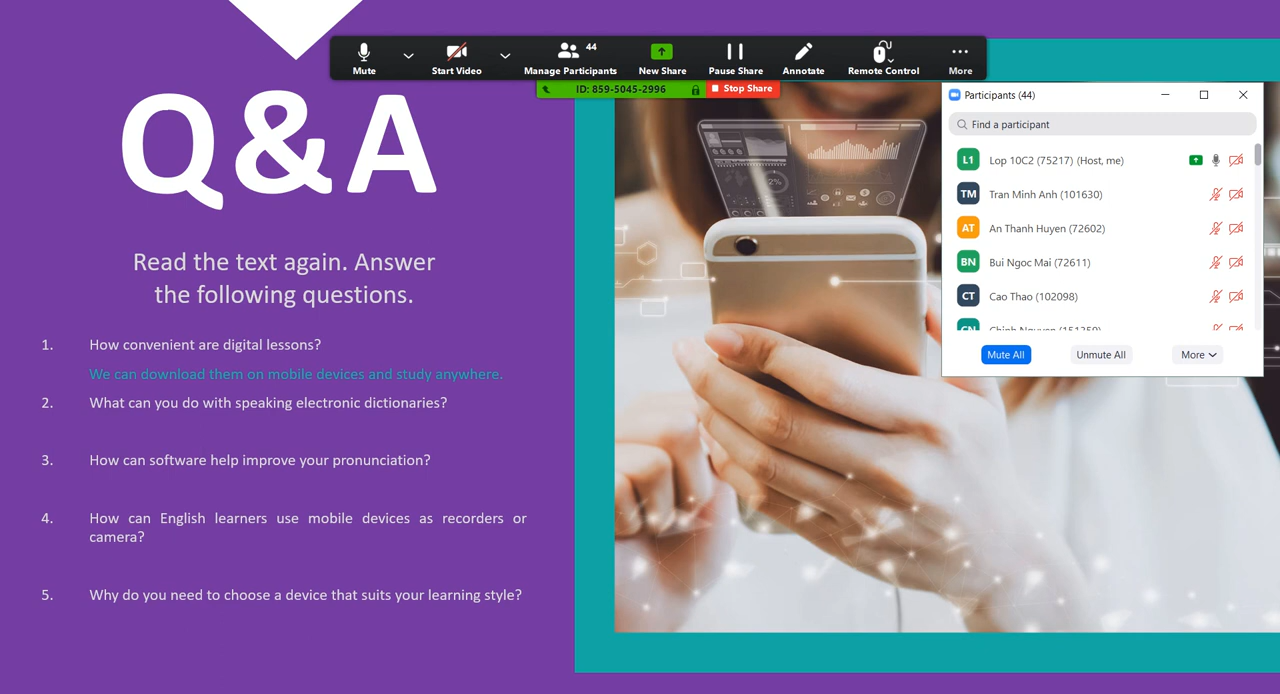 Mute
Start Video
44
Manage Participants
New Share
Pause Share
Annotate
Remote Control
More
ID: 859-5045-2996
Stop Share
Q&A
Read the text again. Answer
the following questions.
1. How convenient are digital lessons?
We can download them on mobile devices and study anywhere.
2. What can you do with speaking electronic dictionaries?
3. How can software help improve your pronunciation?
4. How can English learners use mobile devices as recorders or
camera?
5. Why do you need to choose a device that suits your learning style?
2%
Participants (44)
Find a participant
L1 Lop 10C2 (75217) (Host, me)
TM Tran Minh Anh (101630)
AT An Thanh Huyen (72602)
BN Bui Ngoc Mai (72611)
CT Cao Thao (102098)
CN Chinh Nguyen
Mute All
Unmute All
More